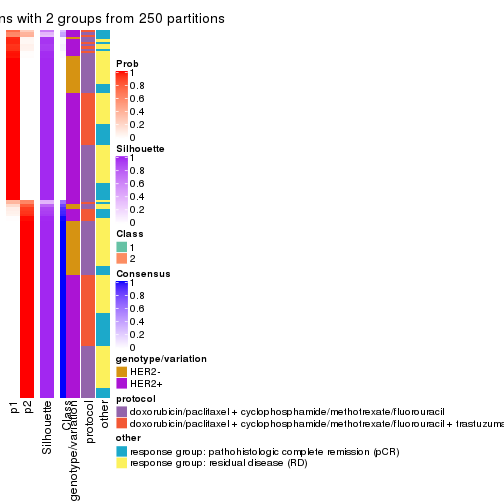 ns with 2 groups from 250 partitions
Prob
1
0.8
0.6
0.4
0.2
0
Silhouette
1
0.8
0.6
0.4
0.2
0
Class
1
2
Consensus
1
0.8
0.6
0.4
0.2
0
genotype/variation
HER2-
HER2+
protocol
doxorubicin/paclitaxel + cyclophosphamide/methotrexate/fluorouracil
doxorubicin/paclitaxel + cyclophosphamide/methotrexate/fluorouracil + trastuzuma
other
response group: pathohistologic complete remission (pCR)
response group: residual disease (RD)
p1
p2
Silhouette
Class
genotype/variation
protocol
other